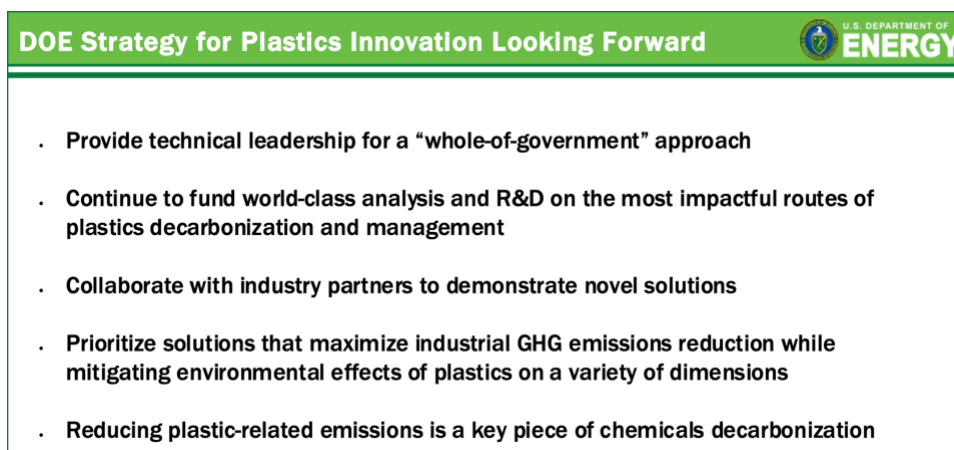 DOE Strategy for Plastics Innovation Looking Forward
U.S. DEPARTMENT OF
ENERGY
. Provide technical leadership for a “whole-of-government” approach
. Continue to fund world-class analysis and R&D on the most impactful routes of
plastics decarbonization and management
. Collaborate with industry partners to demonstrate novel solutions
. Prioritize solutions that maximize industrial GHG emissions reduction while
mitigating environmental effects of plastics on a variety of dimensions
. Reducing plastic-related emissions is a key piece of chemicals decarbonization